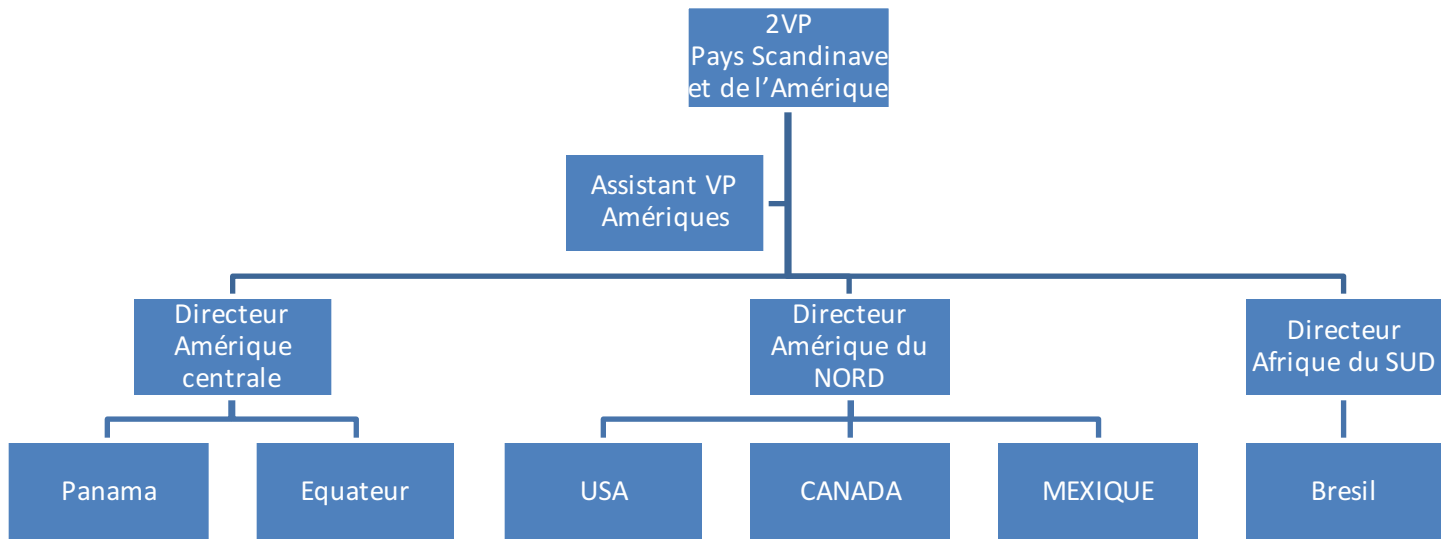 2VP
Pays Scandinave
et de l’Amérique
Assistant VP
Amériques
Directeur
Amérique
centrale
Directeur
Amérique du
NORD
Directeur
Afrique du SUD
Panama
Equateur
USA
CANADA
MEXIQUE
Bresil